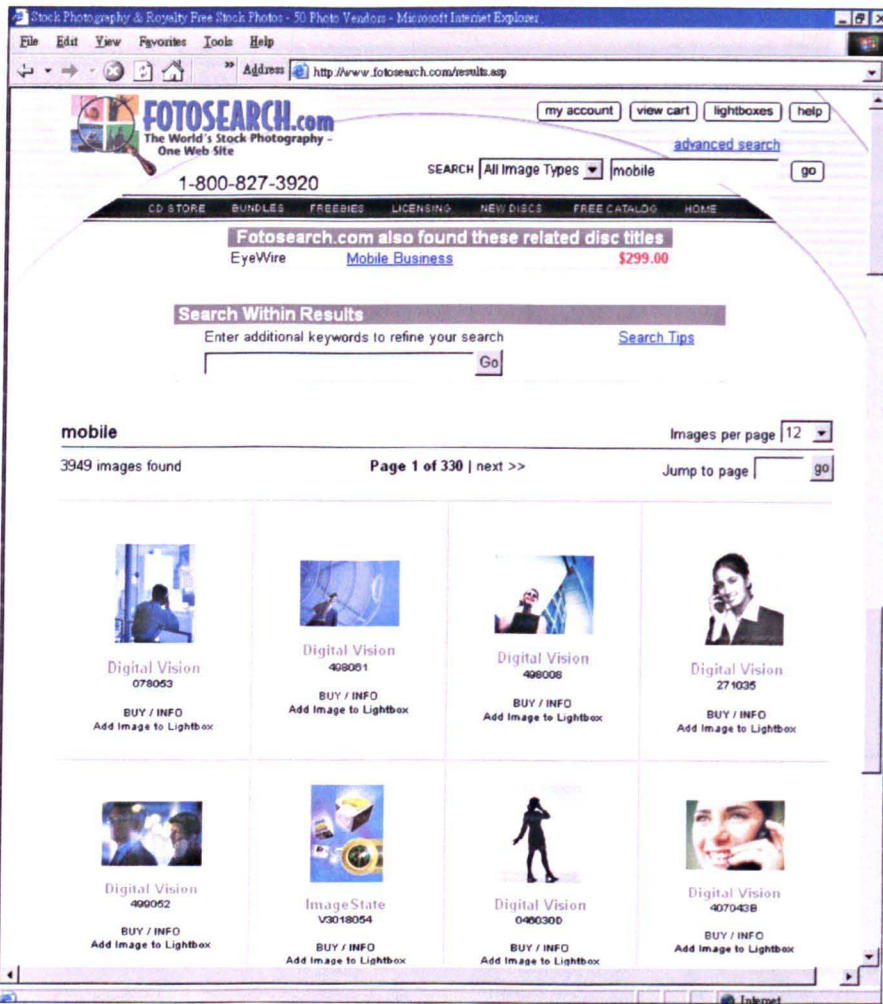 Stock Photography & Royalty Free Stock Photos - 50 Photo Vendors - Microsoft Internet Explorer
File Edit View Favorites Tools Help
» Address http://www.fotosearch.com/results.asp
FOTOSEARCH.com
The World's Stock Photography –
One Web Site
1-800-827-3920
my account view cart lightboxes help
advanced search
SEARCH All Image Types mobile go
CD STORE BUNDLES FREEBIES LICENSING NEW DISCS FREE CATALOG HOME
Fotosearch.com also found these related disc titles
EyeWire Mobile Business $299.00
Search Within Results
Enter additional keywords to refine your search Search Tips
Go
mobile Images per page 12
3949 images found Page 1 of 330 | next >> Jump to page go
Digital Vision Digital Vision Digital Vision Digital Vision
078053 498051 498008 271035
BUY / INFO BUY / INFO BUY / INFO BUY / INFO
Add Image to Lightbox Add Image to Lightbox Add Image to Lightbox Add Image to Lightbox
Digital Vision ImageState Digital Vision Digital Vision
499052 V3018054 046030D 407043B
BUY / INFO BUY / INFO BUY / INFO BUY / INFO
Add Image to Lightbox Add Image to Lightbox Add Image to Lightbox Add Image to Lightbox
Internet